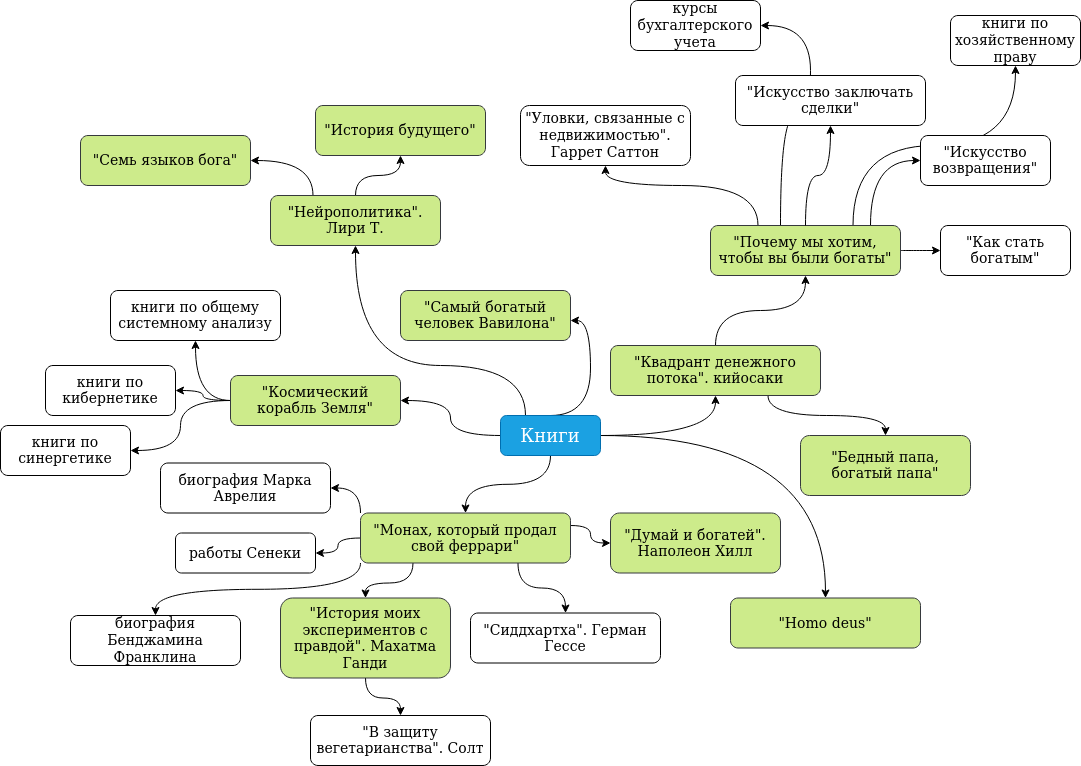 курсы
бухгалтерского
учета
книги по
хозяйственному
праву
"Искусство заключать
сделки"
"Уловки, связанные с
недвижимостью".
Гаррет Саттон
"История будущего"
"Семь языков бога"
"Искусство
возвращения"
"Нейрополитика".
Лири Т.
"Почему мы хотим,
чтобы вы были богаты"
"Как стать
богатым"
книги по общему
системному анализу
"Самый богатый
человек Вавилона"
"Квадрант денежного
потока". кийосаки
книги по
кибернетике
"Космический
корабль Земля"
Книги
книги по
синергетике
"Бедный папа,
богатый папа"
биография Марка
Аврелия
"Монах, который продал
свой феррари"
"Думай и богатей".
Наполеон Хилл
работы Сенеки
биография
Бенджамина
Франклина
"История моих
экспериментов с
правдой". Махатма
Ганди
"Сиддхартха". Герман
Гессе
"Homo deus"
"В защиту
вегетарианства". Солт